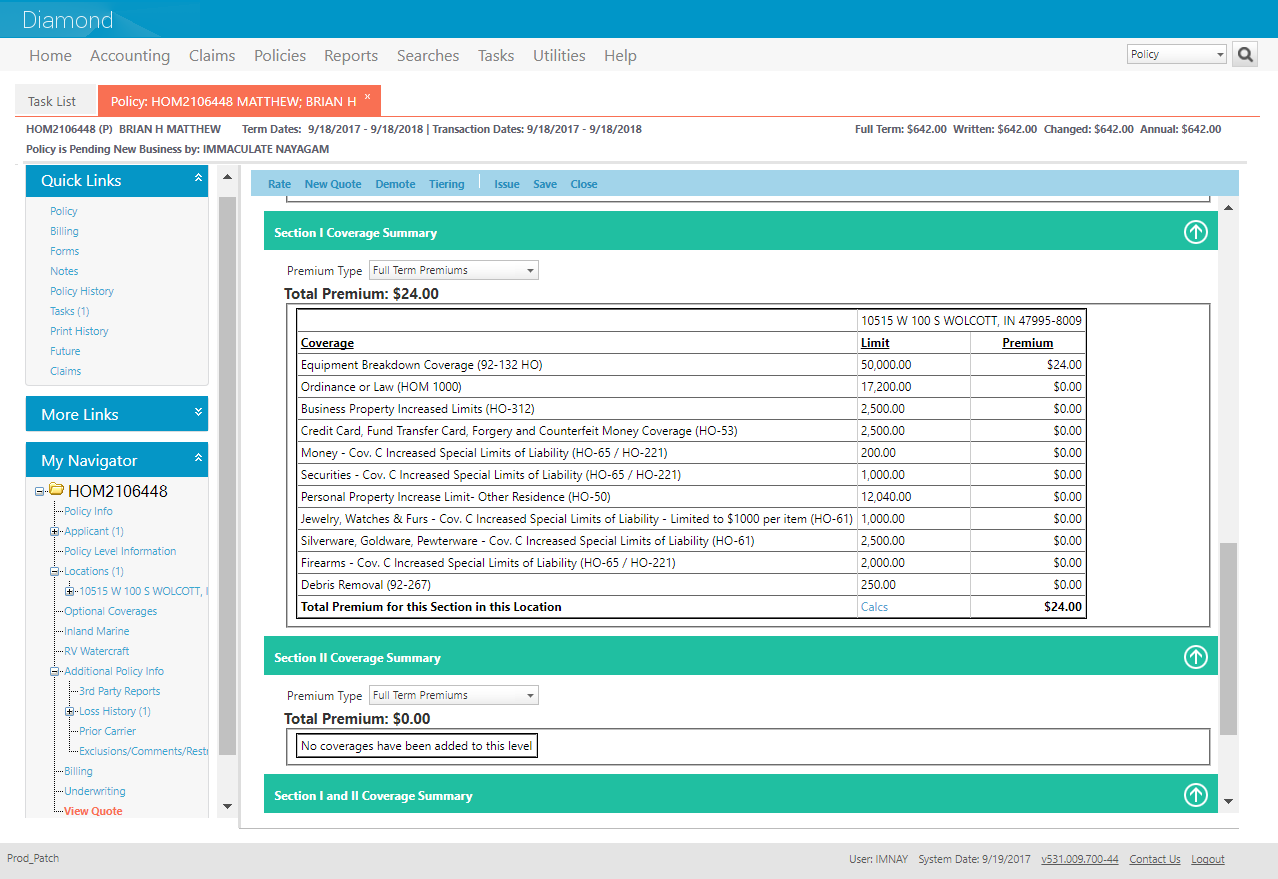 Diamond
Home Accounting Claims Policies Reports Searches Tasks Utilities Help Policy
Task List Policy: HOM2106448 MATTHEW; BRIAN H ×
HOM2106448 (P) BRIAN H MATTHEW Term Dates: 9/18/2017 - 9/18/2018 | Transaction Dates: 9/18/2017 - 9/18/2018 Full Term: $642.00 Written: $642.00 Changed: $642.00 Annual: $642.00
Policy is Pending New Business by: IMMACULATE NAYAGAM
Quick Links
Policy
Billing
Forms
Notes
Policy History
Tasks (1)
Print History
Future
Claims
More Links
My Navigator
HOM2106448
Policy Info
Applicant (1)
Policy Level Information
Locations (1)
10515 W 100 S WOLCOTT, I
Optional Coverages
Inland Marine
RV Watercraft
Additional Policy Info
3rd Party Reports
Loss History (1)
Prior Carrier
Exclusions/Comments/Restr
Billing
Underwriting
View Quote
Rate New Quote Demote Tiering Issue Save Close
Section I Coverage Summary
Premium Type Full Term Premiums
Total Premium: $24.00
10515 W 100 S WOLCOTT, IN 47995-8009
Coverage Limit Premium
Equipment Breakdown Coverage (92-132 HO) 50,000.00 $24.00
Ordinance or Law (HOM 1000) 17,200.00 $0.00
Business Property Increased Limits (HO-312) 2,500.00 $0.00
Credit Card, Fund Transfer Card, Forgery and Counterfeit Money Coverage (HO-53) 2,500.00 $0.00
Money - Cov. C Increased Special Limits of Liability (HO-65 / HO-221) 200.00 $0.00
Securities - Cov. C Increased Special Limits of Liability (HO-65 / HO-221) 1,000.00 $0.00
Personal Property Increase Limit- Other Residence (HO-50) 12,040.00 $0.00
Jewelry, Watches & Furs - Cov. C Increased Special Limits of Liability - Limited to $1000 per item (HO-61) 1,000.00 $0.00
Silverware, Goldware, Pewterware - Cov. C Increased Special Limits of Liability (HO-61) 2,500.00 $0.00
Firearms - Cov. C Increased Special Limits of Liability (HO-65 / HO-221) 2,000.00 $0.00
Debris Removal (92-267) 250.00 $0.00
Total Premium for this Section in this Location Calcs $24.00
Section II Coverage Summary
Premium Type Full Term Premiums
Total Premium: $0.00
No coverages have been added to this level
Section I and II Coverage Summary
Prod_Patch User: IMNAY System Date: 9/19/2017 v531.009.700-44 Contact Us Logout